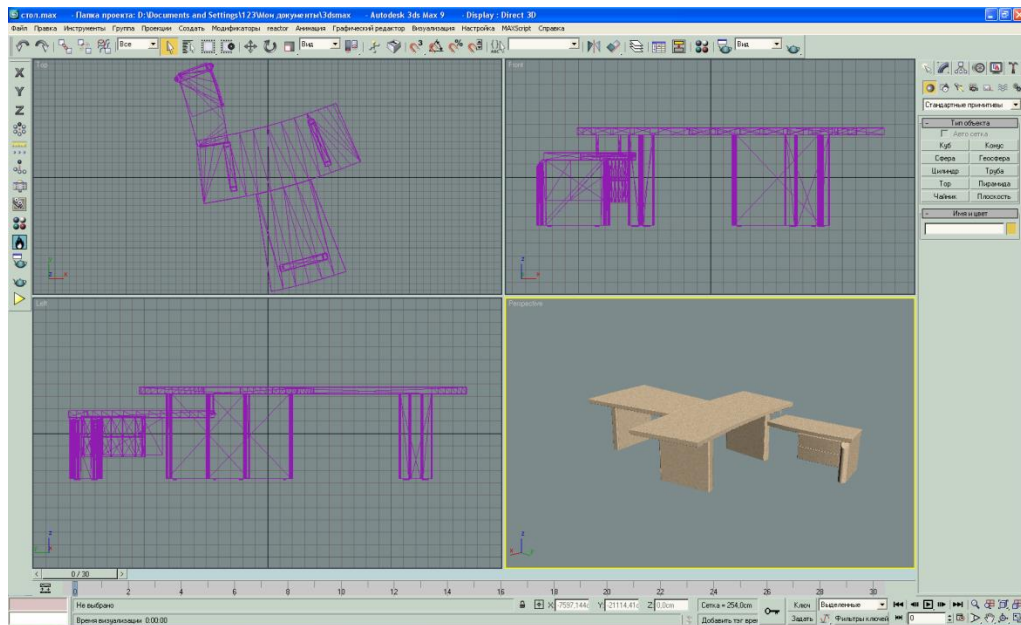 стол.max - Папка проекта: D:\Documents and Settings\123\Мои документы\3dsmax - Autodesk 3ds Max 9 - Display : Direct 3D
Файл Правка Инструменты Группа Проекции Создать Модификаторы reactor Анимация Графический редактор Визуализация Настройка MAXScript Справка
Все Вид Вид
Top Front
X
Y
Z
Стандартные примитивы
- Тип объекта
Авто сетка
Куб Конус
Сфера Геосфера
Цилиндр Труба
Тор Пирамида
Чайник Плоскость
- Имя и цвет
Left Perspective
0 / 30
0 2 4 6 8 10 12 14 16 18 20 22 24 26 28 30
Не выбрано X: Y: Z: 0,0cm Сетка = 254,0cm Ключ Выделенные
Время визуализации 0:00:00 Добавить тэг врем Задать Фильтры ключей 0